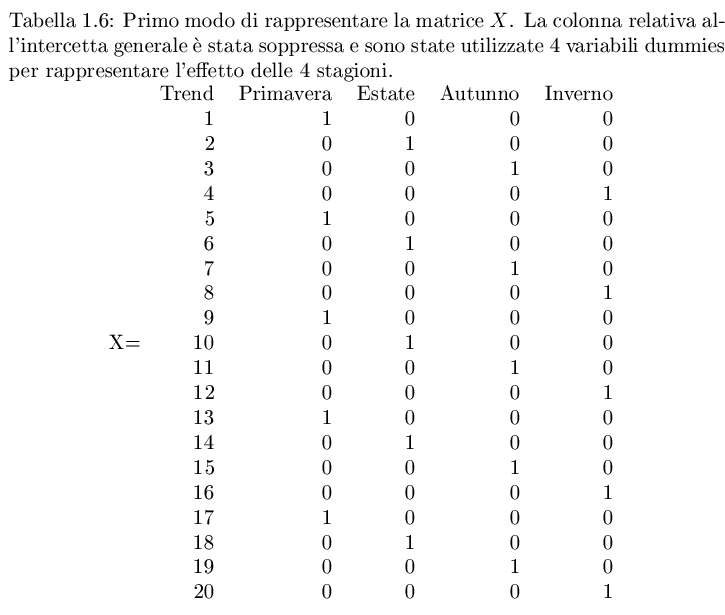 Tabella 1.6: Primo modo di rappresentare la matrice X. La colonna relativa al-
l'intercetta generale è stata soppressa e sono state utilizzate 4 variabili dummies
per rappresentare l'effetto delle 4 stagioni.
Trend Primavera Estate Autunno Inverno
1 1 0 0 0
2 0 1 0 0
3 0 0 1 0
4 0 0 0 1
5 1 0 0 0
6 0 1 0 0
7 0 0 1 0
8 0 0 0 1
9 1 0 0 0
X= 10 0 1 0 0
11 0 0 1 0
12 0 0 0 1
13 1 0 0 0
14 0 1 0 0
15 0 0 1 0
16 0 0 0 1
17 1 0 0 0
18 0 1 0 0
19 0 0 1 0
20 0 0 0 1